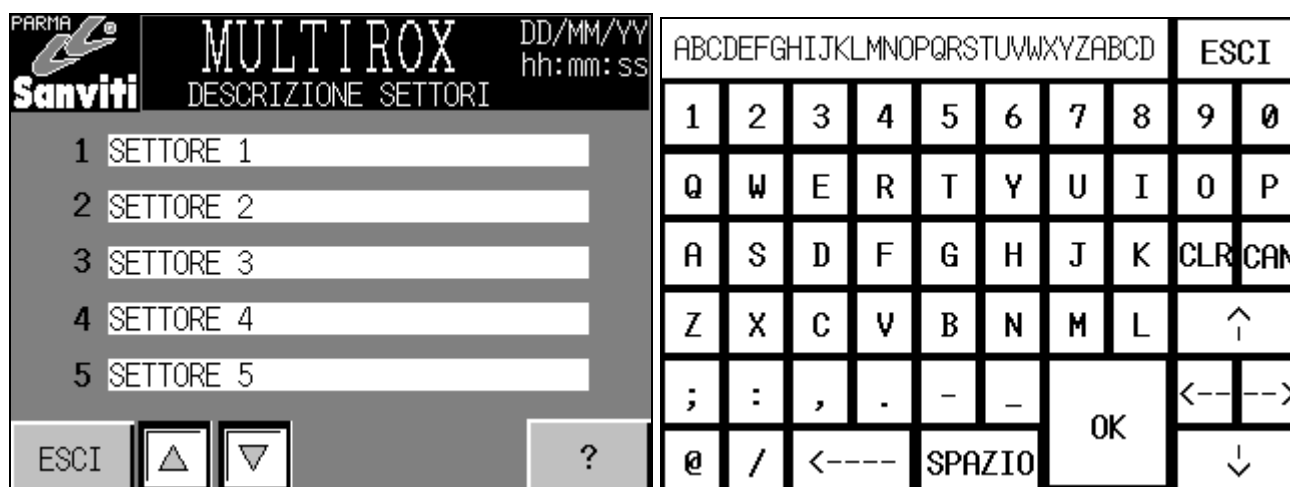 PARMA
Sanviti
MULTIROX
DESCRIZIONE SETTORI
DD/MM/YY
hh:mm:ss
1 SETTORE 1
2 SETTORE 2
3 SETTORE 3
4 SETTORE 4
5 SETTORE 5
ESCI ?
ABCDEFGHIJKLMNOPQRSTUVWXYZABCD ESCI
1 2 3 4 5 6 7 8 9 0
Q W E R T Y U I O P
A S D F G H J K CLR CAN
Z X C V B N M L ↑
; : , . - _ OK <-- -->
@ / <---- SPAZIO ↓